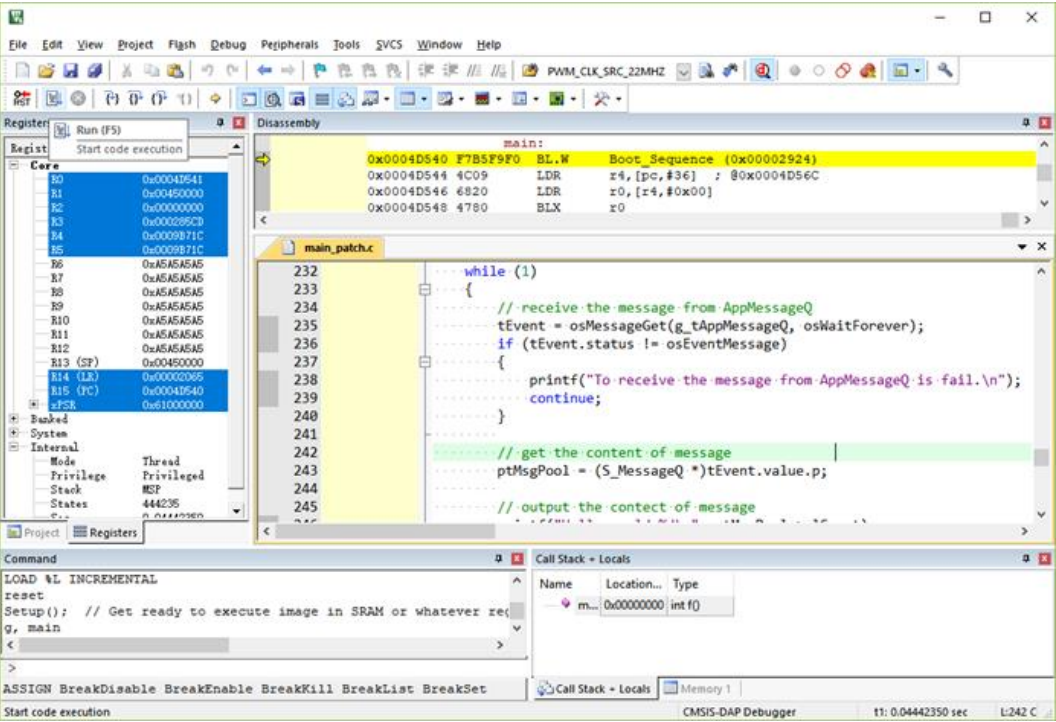 File Edit View Project Flash Debug Peripherals Tools SVCS Window Help
PWM_CLK_SRC_22MHZ
RST
Run (F5)
Start code execution
Disassembly
main:
0x0004D540 F7B5F9F0 BL.W Boot_Sequence (0x00002924)
0x0004D544 4C09 LDR r4,[pc,#36] ; @0x0004D56C
0x0004D546 6820 LDR r0,[r4,#0x00]
0x0004D548 4780 BLX r0
Core
R0 0x0004D541
R1 0x00450000
R2 0x00000000
R3 0x000285CD
R4 0x0009B71C
R5 0x0009B71C
R6 0xA5A5A5A5
R7 0xA5A5A5A5
R8 0xA5A5A5A5
R9 0xA5A5A5A5
R10 0xA5A5A5A5
R11 0xA5A5A5A5
R12 0xA5A5A5A5
R13 (SP) 0x00450000
R14 (LR) 0x00002065
R15 (PC) 0x0004D540
xPSR 0x61000000
Banked
System
Internal
Mode Thread
Privilege Privileged
Stack MSP
States 444235
Project Registers
main_patch.c
232 while (1)
233 {
234 // receive the message from AppMessageQ
235 tEvent = osMessageGet(g_tAppMessageQ, osWaitForever);
236 if (tEvent.status != osEventMessage)
237 {
238 printf("To receive the message from AppMessageQ is fail.\n");
239 continue;
240 }
241
242 // get the content of message
243 ptMsgPool = (S_MessageQ *)tEvent.value.p;
244
245 // output the contect of message
Command
LOAD %L INCREMENTAL
reset
Setup(); // Get ready to execute image in SRAM or whatever
g, main
>
ASSIGN BreakDisable BreakEnable BreakKill BreakList BreakSet
Call Stack + Locals
Name Location... Type
m... 0x00000000 int f()
Call Stack + Locals Memory 1
Start code execution CMSIS-DAP Debugger t1: 0.04442350 sec L:242 C